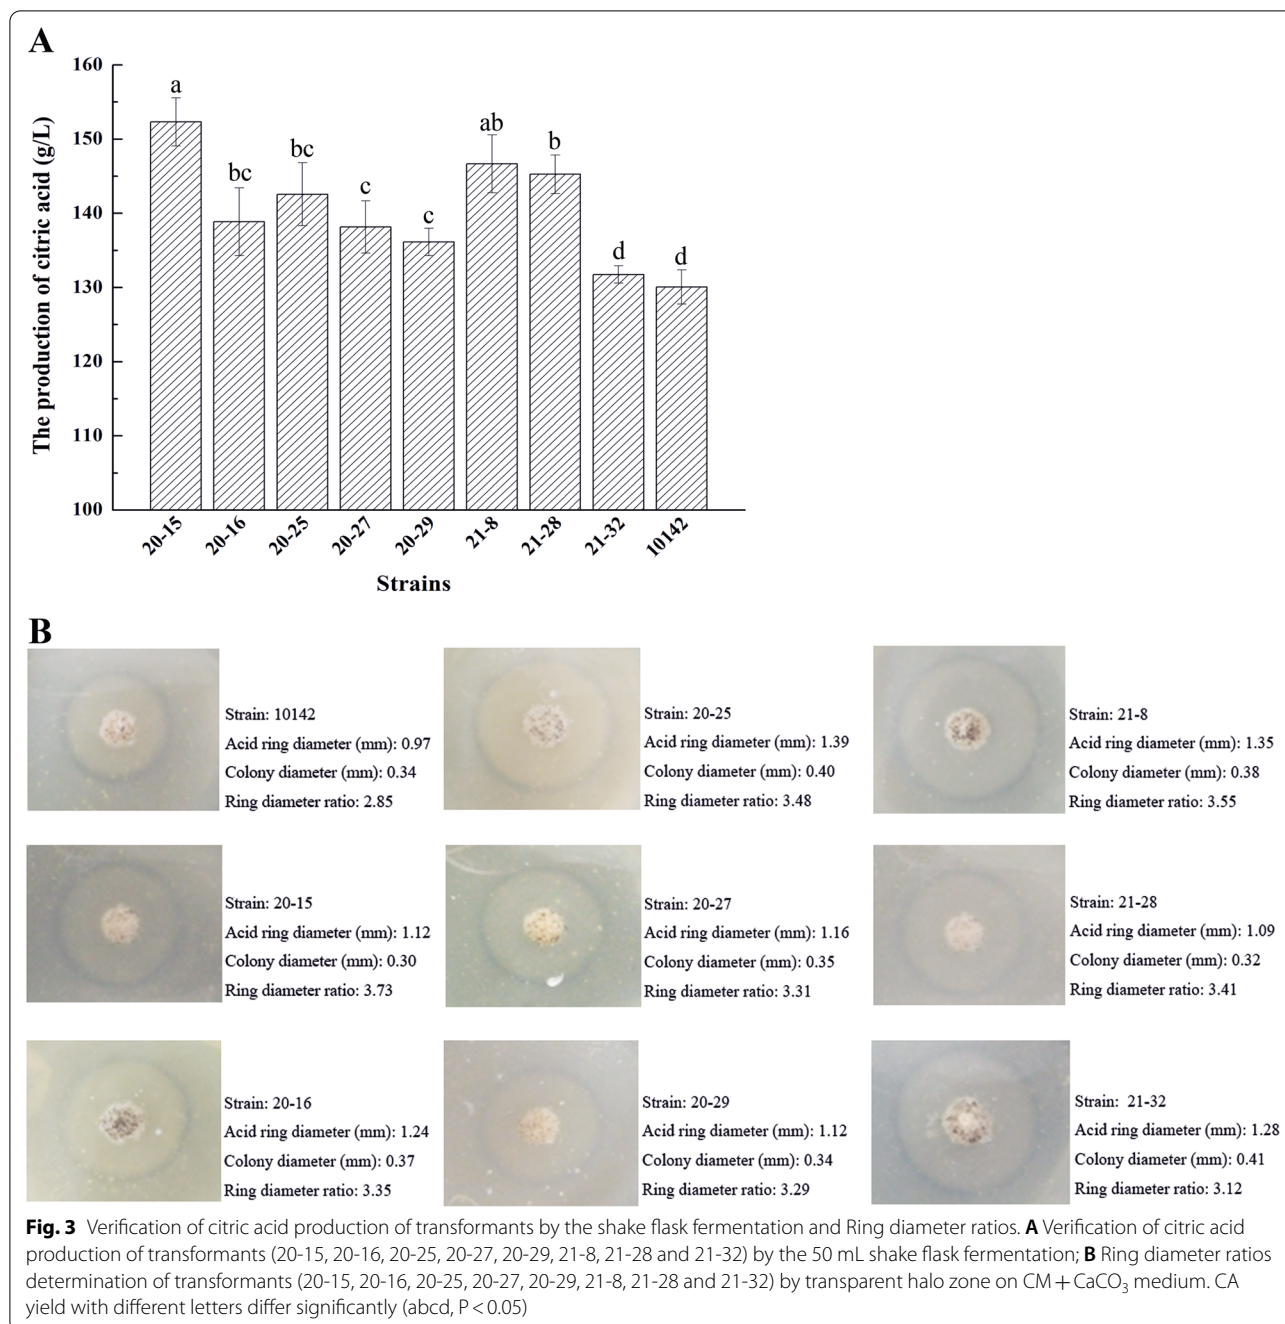 A
The production of citric acid (g/L)
160
150
140
130
120
110
100
a
bc
bc
c
c
ab
b
d
d
20-15
20-16
20-25
20-27
20-29
21-8
21-28
21-32
10142
Strains
B
Strain: 10142
Acid ring diameter (mm): 0.97
Colony diameter (mm): 0.34
Ring diameter ratio: 2.85
Strain: 20-25
Acid ring diameter (mm): 1.39
Colony diameter (mm): 0.40
Ring diameter ratio: 3.48
Strain: 21-8
Acid ring diameter (mm): 1.35
Colony diameter (mm): 0.38
Ring diameter ratio: 3.55
Strain: 20-15
Acid ring diameter (mm): 1.12
Colony diameter (mm): 0.30
Ring diameter ratio: 3.73
Strain: 20-27
Acid ring diameter (mm): 1.16
Colony diameter (mm): 0.35
Ring diameter ratio: 3.31
Strain: 21-28
Acid ring diameter (mm): 1.09
Colony diameter (mm): 0.32
Ring diameter ratio: 3.41
Strain: 20-16
Acid ring diameter (mm): 1.24
Colony diameter (mm): 0.37
Ring diameter ratio: 3.35
Strain: 20-29
Acid ring diameter (mm): 1.12
Colony diameter (mm): 0.34
Ring diameter ratio: 3.29
Strain: 21-32
Acid ring diameter (mm): 1.28
Colony diameter (mm): 0.41
Ring diameter ratio: 3.12
Fig. 3 Verification of citric acid production of transformants by the shake flask fermentation and Ring diameter ratios. A Verification of citric acid
production of transformants (20-15, 20-16, 20-25, 20-27, 20-29, 21-8, 21-28 and 21-32) by the 50 mL shake flask fermentation; B Ring diameter ratios
determination of transformants (20-15, 20-16, 20-25, 20-27, 20-29, 21-8, 21-28 and 21-32) by transparent halo zone on CM + CaCO₃ medium. CA
yield with different letters differ significantly (abcd, P < 0.05)